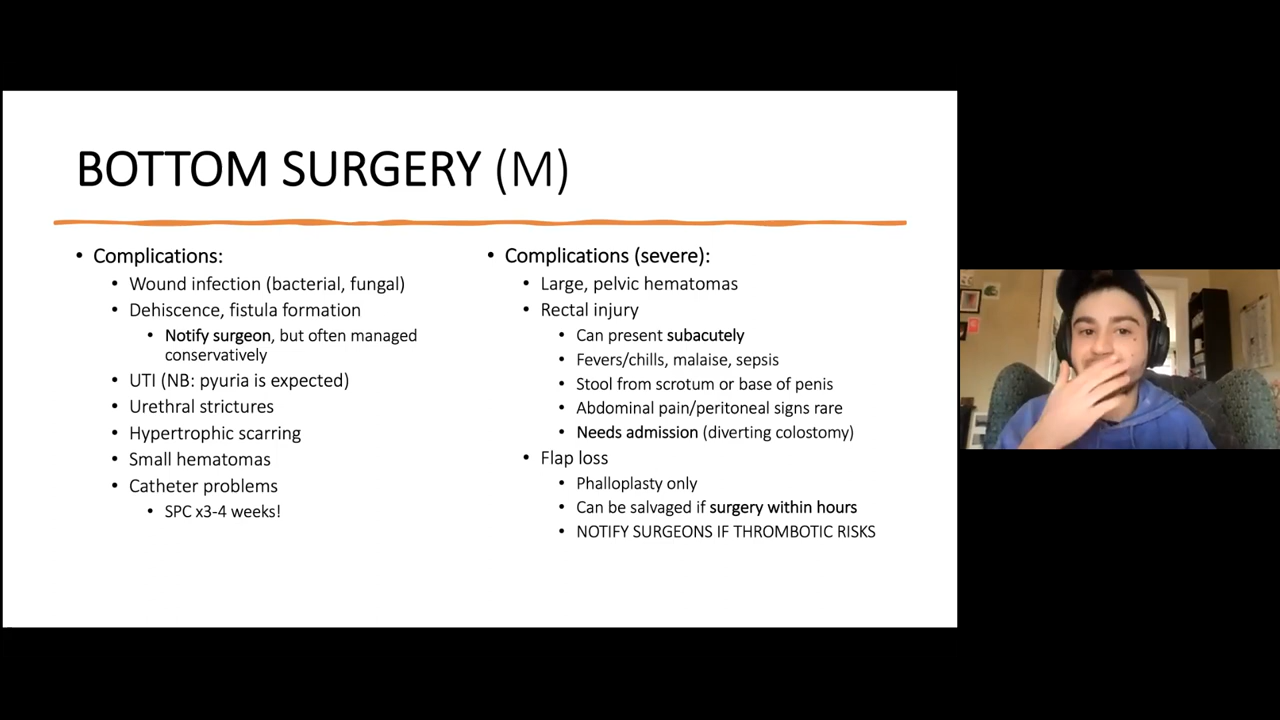 BOTTOM SURGERY (M)
• Complications:
• Wound infection (bacterial, fungal)
• Dehiscence, fistula formation
• Notify surgeon, but often managed
conservatively
• UTI (NB: pyuria is expected)
• Urethral strictures
• Hypertrophic scarring
• Small hematomas
• Catheter problems
• SPC x3-4 weeks!
• Complications (severe):
• Large, pelvic hematomas
• Rectal injury
• Can present subacutely
• Fevers/chills, malaise, sepsis
• Stool from scrotum or base of penis
• Abdominal pain/peritoneal signs rare
• Needs admission (diverting colostomy)
• Flap loss
• Phalloplasty only
• Can be salvaged if surgery within hours
• NOTIFY SURGEONS IF THROMBOTIC RISKS